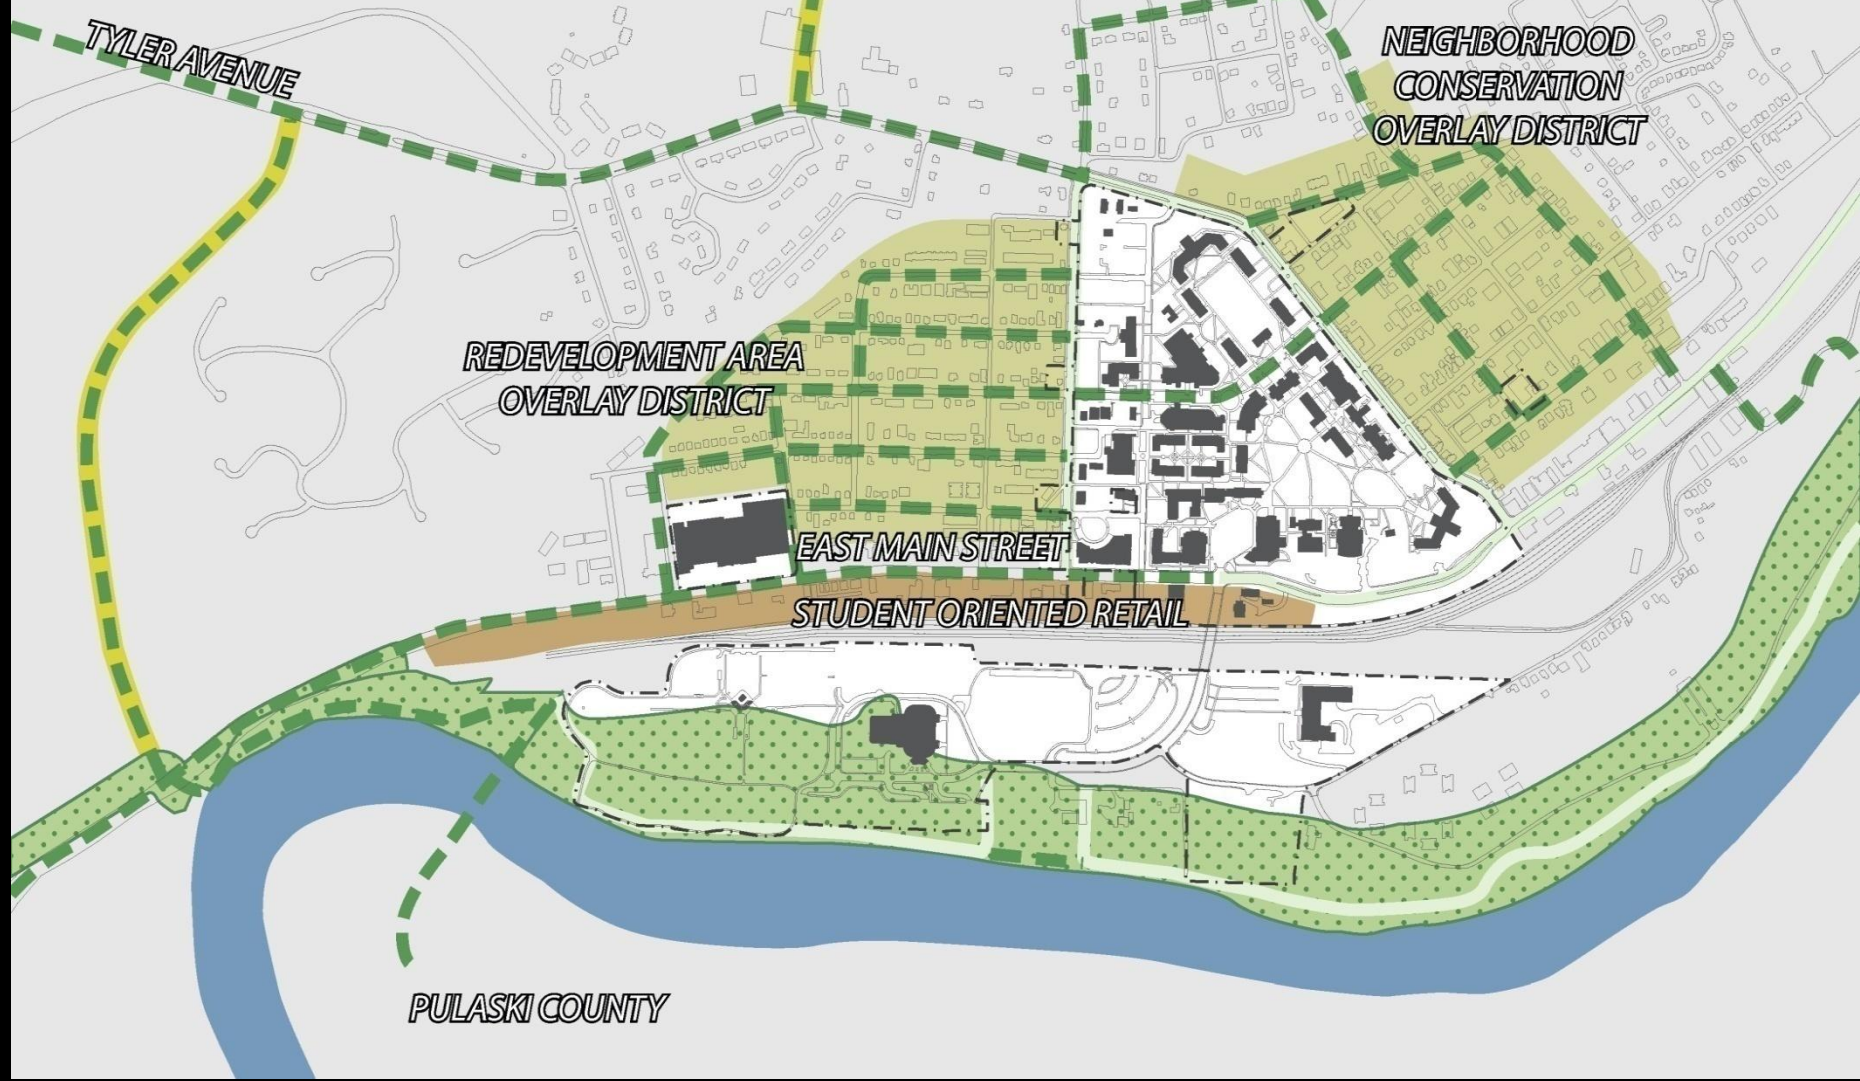 TYLER AVENUE
NEIGHBORHOOD
CONSERVATION
OVERLAY DISTRICT
REDEVELOPMENT AREA
OVERLAY DISTRICT
EAST MAIN STREET
STUDENT ORIENTED RETAIL
PULASKI COUNTY